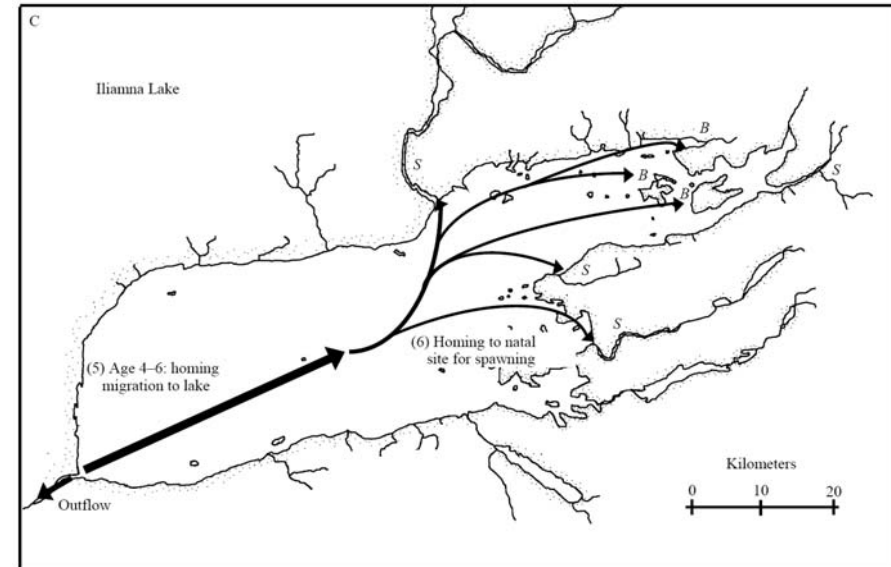 C
Iliamna Lake
B
S
S
B
B
S
S
(5) Age 4–6: homing
migration to lake
(6) Homing to natal
site for spawning
Kilometers
0 10 20
Outflow